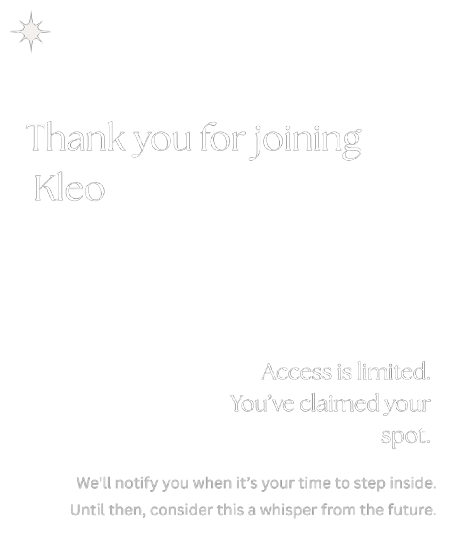 Thank you for joining
Kleo
Access is limited.
You’ve claimed your
spot.
We'll notify you when it’s your time to step inside.
Until then, consider this a whisper from the future.